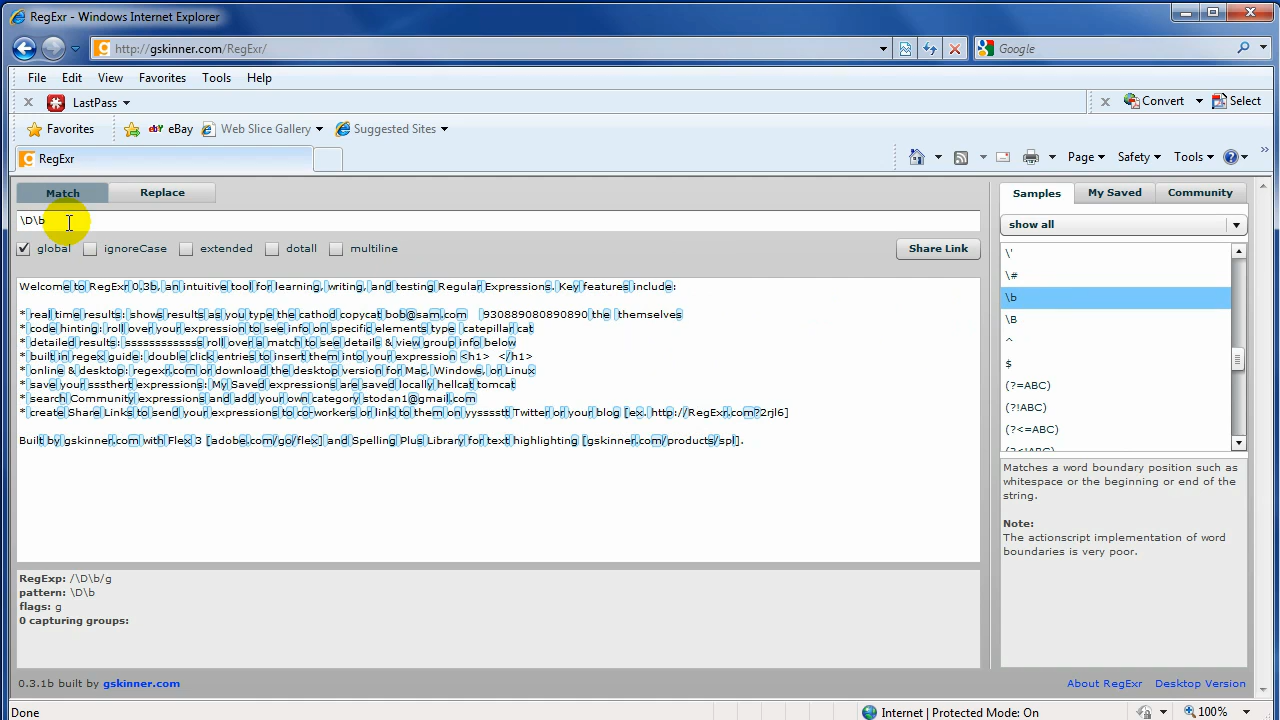 RegExr - Windows Internet Explorer
http://gskinner.com/RegExr/
Google
File Edit View Favorites Tools Help
LastPass
Convert Select
Favorites eBay Web Slice Gallery Suggested Sites
RegExr
Page Safety Tools
Match Replace
\D\b
global ignoreCase extended dotall multiline
Share Link
Welcome to RegExr 0.3b, an intuitive tool for learning, writing, and testing Regular Expressions. Key features include:
* real time results: shows results as you type the cathod copycat bob@sam.com 930889080890890 the themselves
* code hinting: roll over your expression to see info on specific elements type catepillar cat
* detailed results: ssssssssssss roll over a match to see details & view group info below
* built in regex guide: double click entries to insert them into your expression <h1> </h1>
* online & desktop: regexr.com or download the desktop version for Mac, Windows, or Linux
* save your sssthert expressions: My Saved expressions are saved locally hellcat tomcat
* search Community expressions and add your own category stodan1@gmail.com
* create Share Links to send your expressions to co-workers or link to them on yysssstt Twitter or your blog [ex. http://RegExr.com?2rjl6]
Built by gskinner.com with Flex 3 [adobe.com/go/flex] and Spelling Plus Library for text highlighting [gskinner.com/products/spl].
RegExp: /\D\b/g
pattern: \D\b
flags: g
0 capturing groups:
Samples My Saved Community
show all
\'
\#
\b
\B
^
$
(?=ABC)
(?!ABC)
(?<=ABC)
(?<!ABC)
Matches a word boundary position such as
whitespace or the beginning or end of the
string.
Note:
The actionscript implementation of word
boundaries is very poor.
0.3.1b built by gskinner.com
About RegExr Desktop Version
Done
Internet | Protected Mode: On
100%